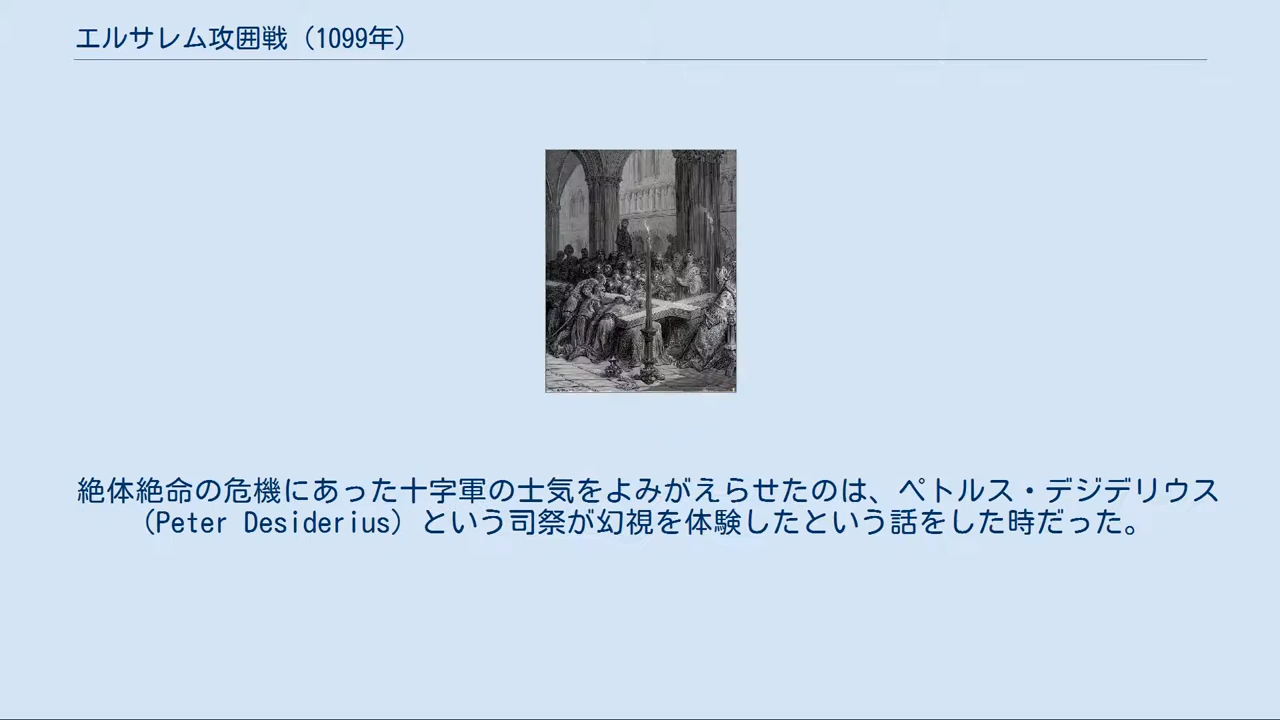 エルサレム攻囲戦（1099年）
絶体絶命の危機にあった十字軍の士気をよみがえらせたのは、ペトルス・デジデリウス
（Peter Desiderius）という司祭が幻視を体験したという話をした時だった。